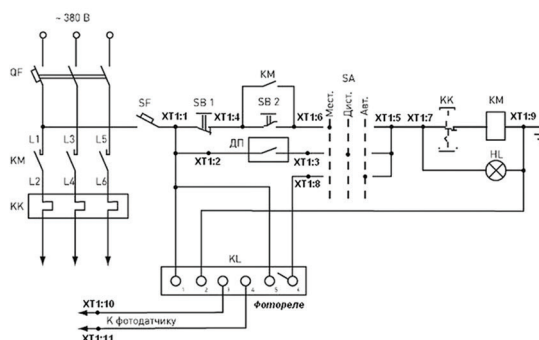 ~ 380 В
QF
SF
XT1:1
SB 1
XT1:4
KM
SB 2
XT1:6
Мест.
Дист.
SA
Авт.
XT1:5
XT1:7
KK
KM
XT1:9
L1
L3
L5
KM
L2
L4
L6
KK
XT1:2
ДП
XT1:3
XT1:8
HL
KL
1
2
3
4
5
Фотореле
XT1:10
К фотодатчику
XT1:11